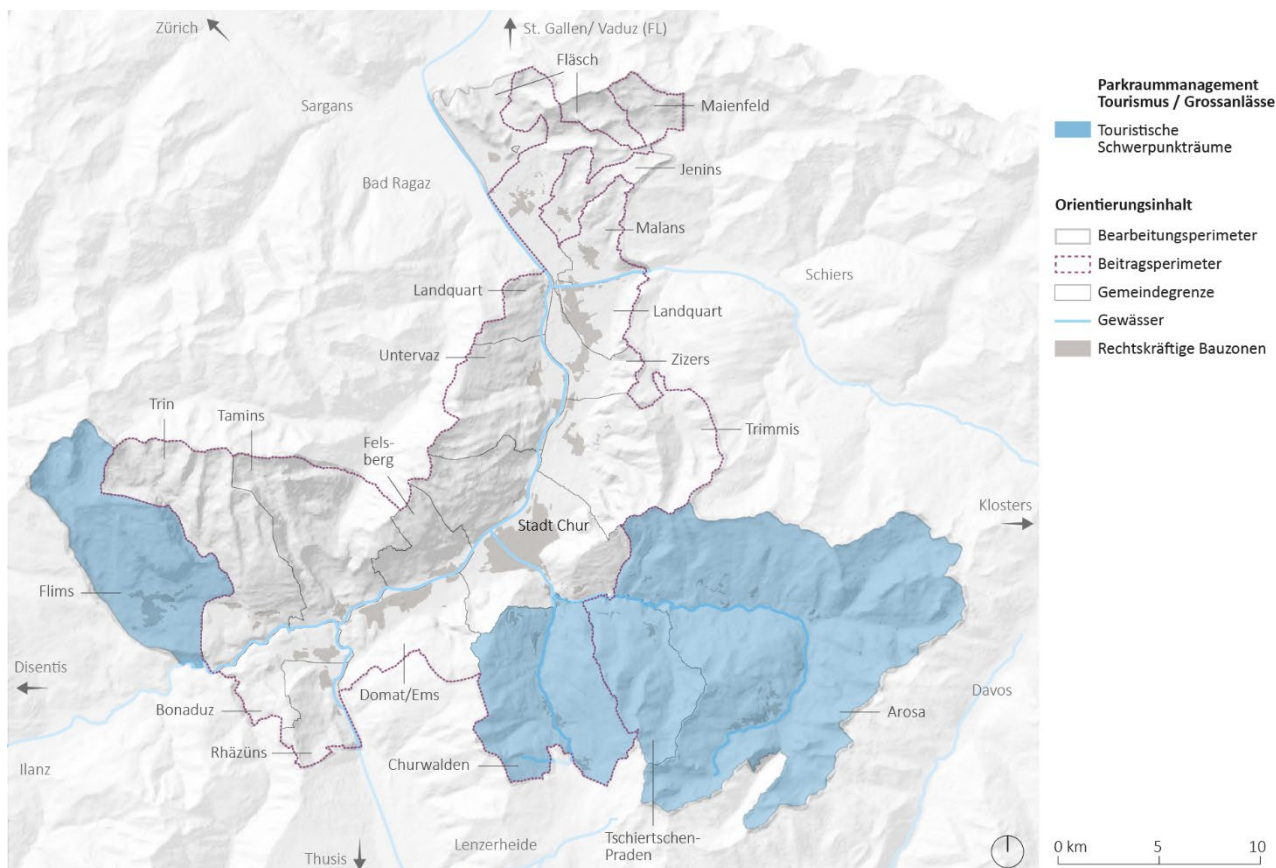 Zürich
St. Gallen/ Vaduz (FL)
Fläsch
Sargans
Maienfeld
Bad Ragaz
Jenins
Malans
Schiers
Landquart
Landquart
Untervaz
Zizers
Trin
Tamins
Fels-
berg
Trimmis
Klosters
Stadt Chur
Flims
Disentis
Domat/Ems
Davos
Bonaduz
Arosa
Rhäzüns
Churwalden
Ilanz
Tschiertschen-
Praden
Lenzerheide
Thusis
Parkraummanagement
Tourismus / Grossanlässe
Touristische
Schwerpunkträume
Orientierungsinhalt
Bearbeitungsperimeter
Beitragsperimeter
Gemeindegrenze
Gewässer
Rechtskräftige Bauzonen
0 km 5 10